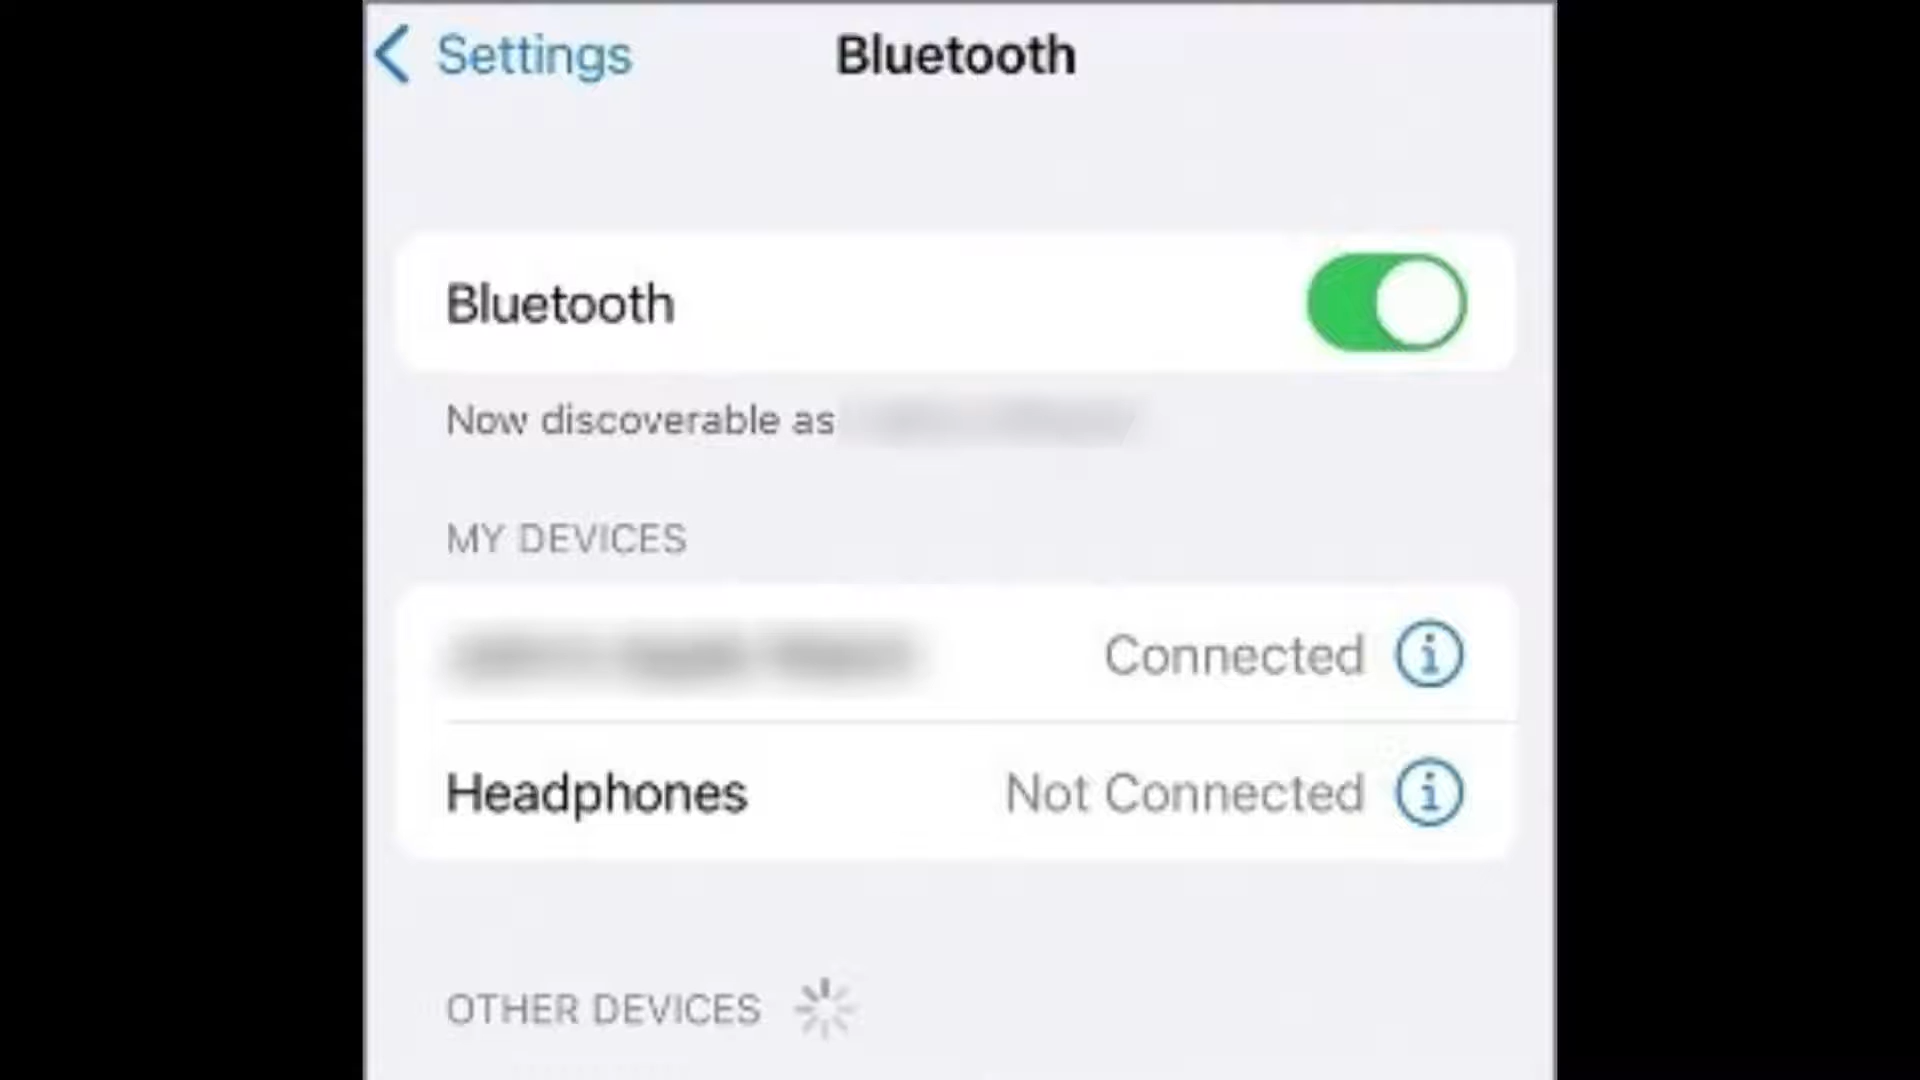 Settings
Bluetooth
Bluetooth
Now discoverable as
MY DEVICES
Connected
Headphones
Not Connected
OTHER DEVICES